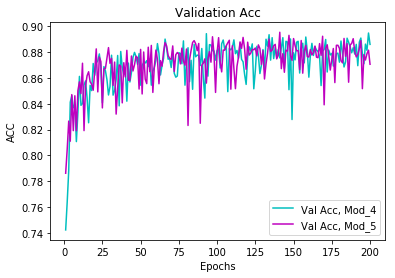 Validation Acc
0.90
0.88
0.86
0.84
0.82
0.80
0.78
0.76
0.74
ACC
0 25 50 75 100 125 150 175 200
Epochs
Val Acc, Mod_4
Val Acc, Mod_5